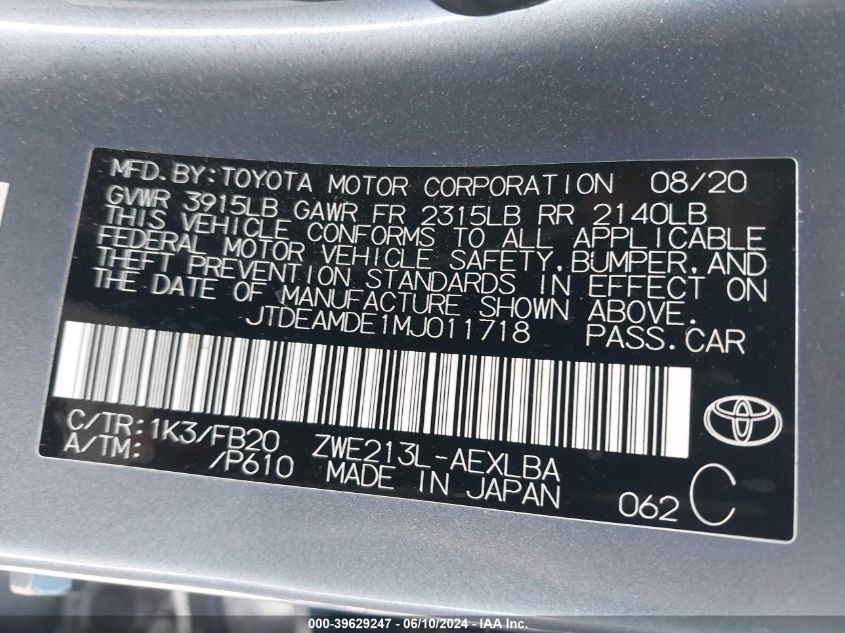 MFD.BY:TOYOTA MOTOR CORPORATION 08/20
GVWR 3915LB GAWR FR 2315LB RR 2140LB
THIS VEHICLE CONFORMS TO ALL APPLICABLE
FEDERAL MOTOR VEHICLE SAFETY,BUMPER,AND
THEFT PREVENTION STANDARDS IN EFFECT ON
THE DATE OF MANUFACTURE SHOWN ABOVE.
JTDEAMDE1MJ011718 PASS.CAR
C/TR:1K3/FB20 ZWE213L-AEXLBA
A/TM: /P610 MADE IN JAPAN 062 C
000-39629247 - 06/10/2024 - IAA Inc.